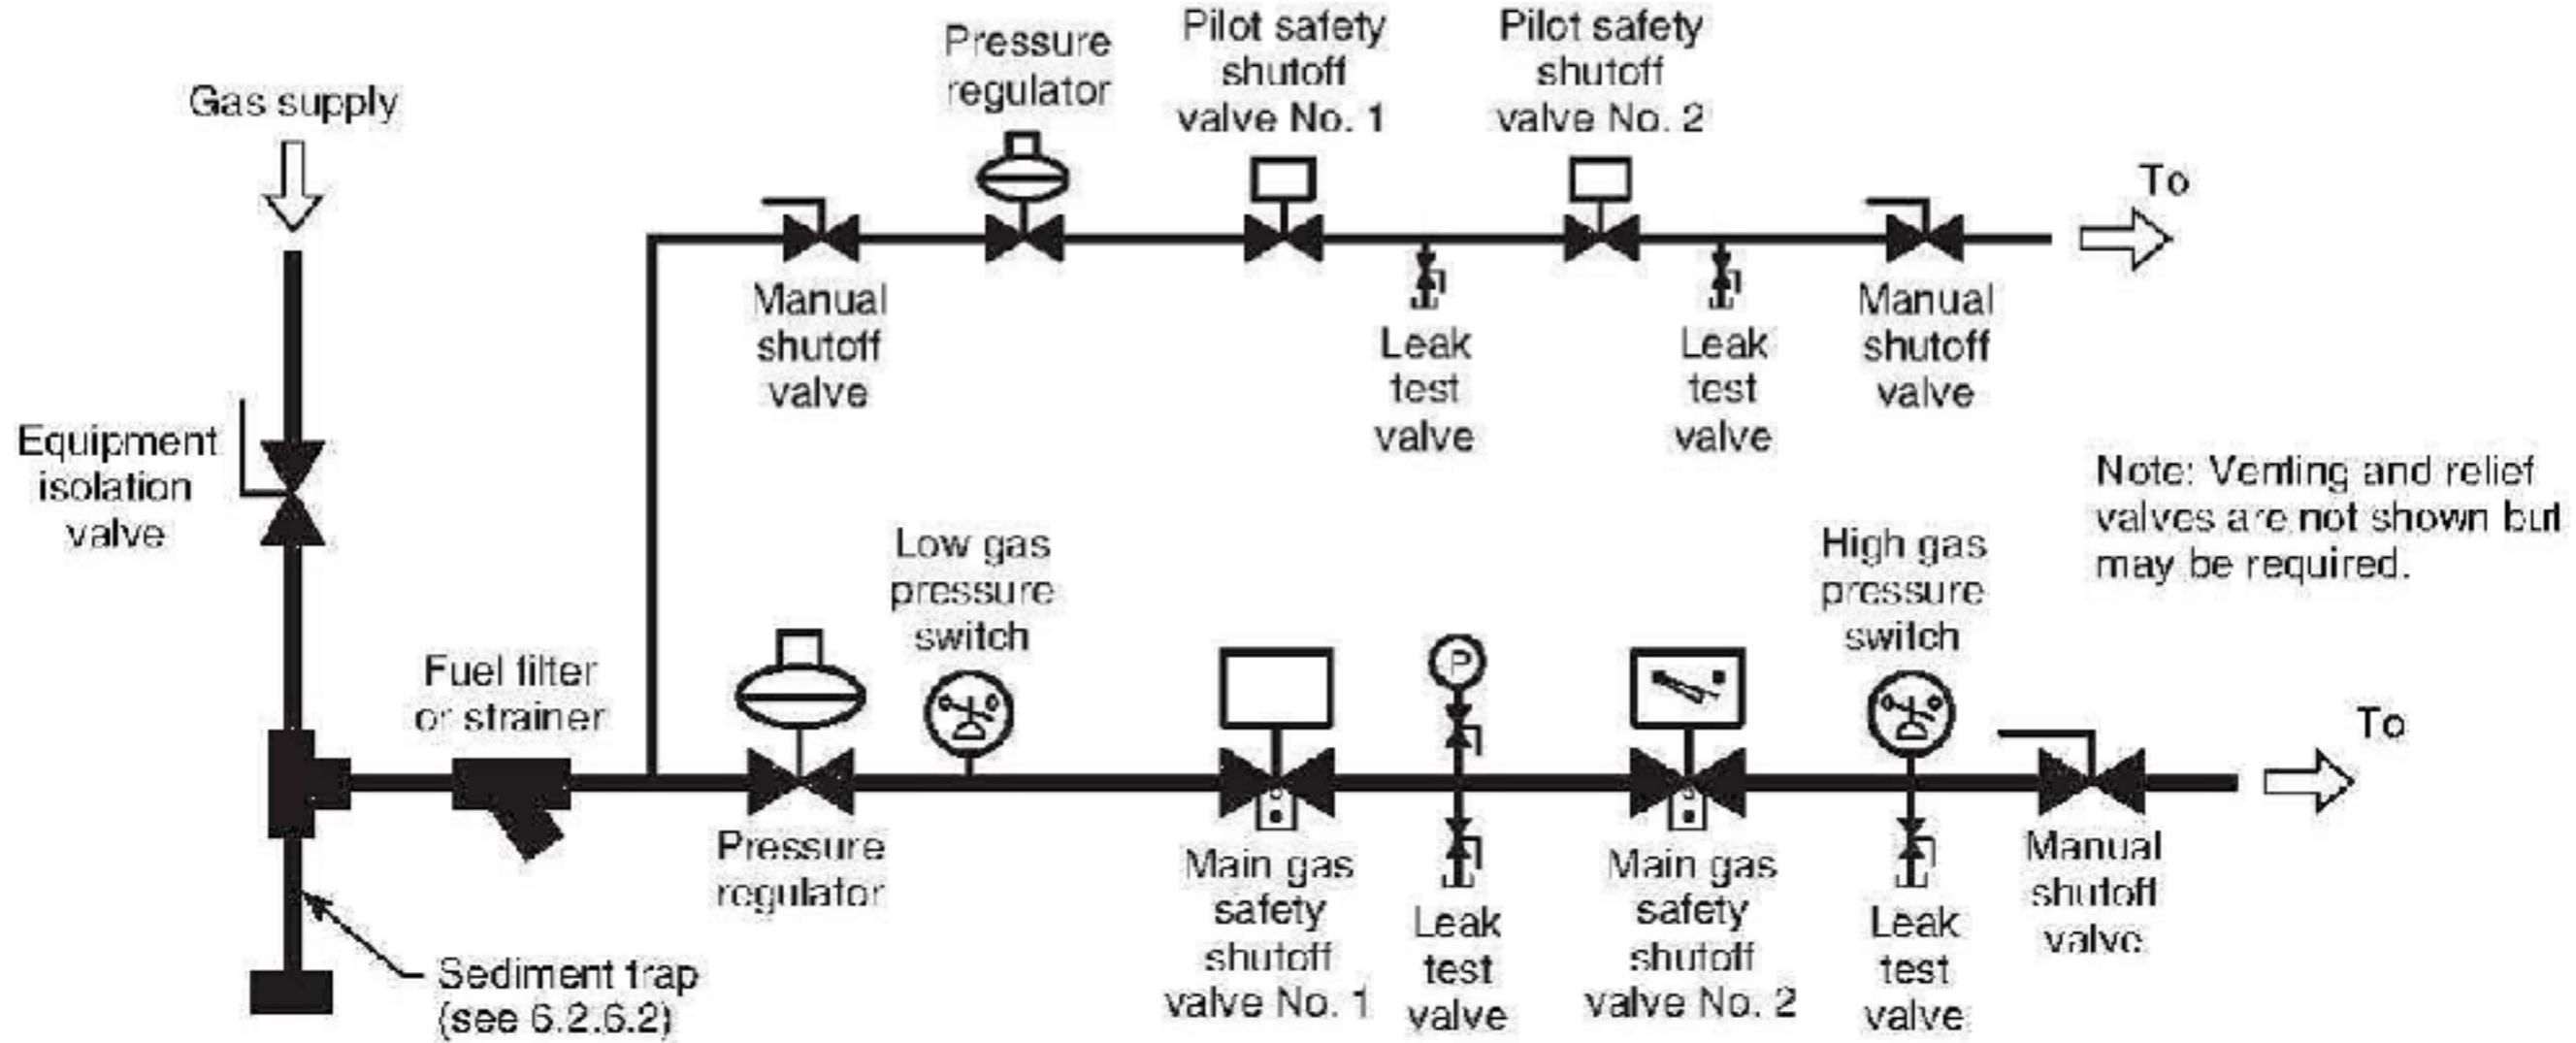 Gas supply
Pressure
regulator
Pilot safety
shutoff
valve No. 1
Pilot safety
shutoff
valve No. 2
To
Manual
shutoff
valve
Leak
test
valve
Leak
test
valve
Manual
shutoff
valve
Equipment
isolation
valve
Note: Venting and relief
valves are not shown but
may be required.
Low gas
pressure
switch
High gas
pressure
switch
Fuel filter
or strainer
P
To
Pressure
regulator
Main gas
safety
shutoff
valve No. 1
Leak
test
valve
Main gas
safety
shutoff
valve No. 2
Leak
test
valve
Manual
shutoff
valve
Sediment trap
(see 6.2.6.2)